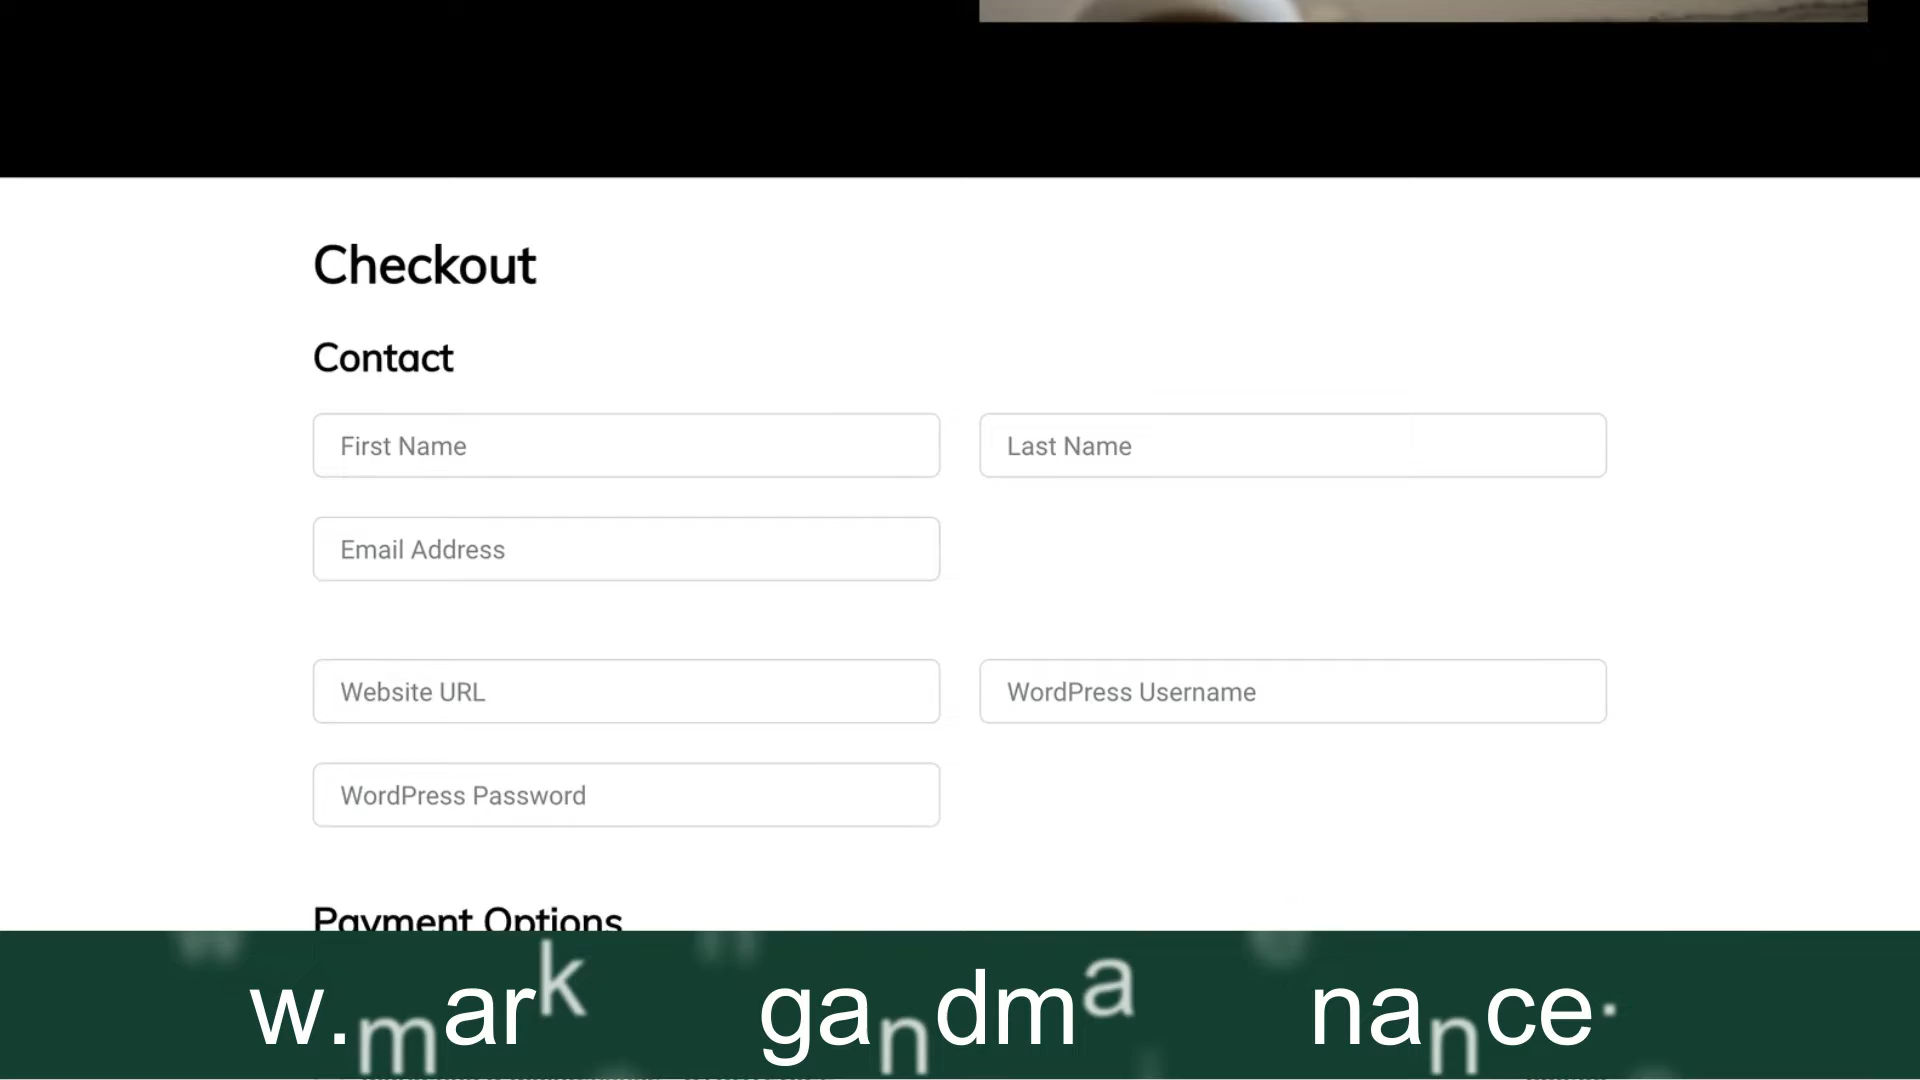 Checkout
Contact
First Name
Last Name
Email Address
Website URL
WordPress Username
WordPress Password
Payment Options